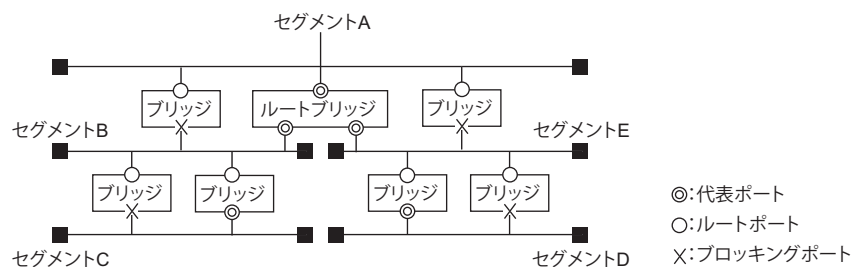 セグメントA
ブリッジ
ルートブリッジ
ブリッジ
セグメントB
セグメントE
ブリッジ
ブリッジ
ブリッジ
ブリッジ
◎:代表ポート
○:ルートポート
×:ブロッキングポート
セグメントC
セグメントD